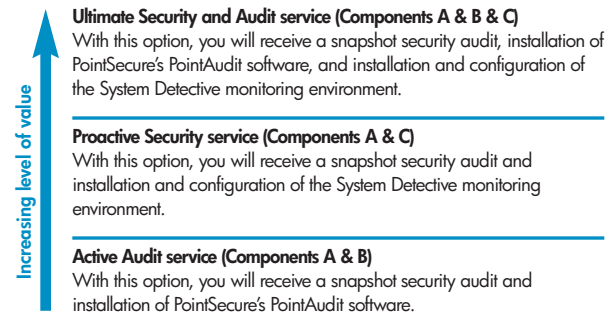 Ultimate Security and Audit service (Components A & B & C)
With this option, you will receive a snapshot security audit, installation of
PointSecure's PointAudit software, and installation and configuration of
the System Detective monitoring environment.
Proactive Security service (Components A & C)
With this option, you will receive a snapshot security audit and
installation and configuration of the System Detective monitoring
environment.
Active Audit service (Components A & B)
With this option, you will receive a snapshot security audit and
installation of PointSecure's PointAudit software.
Increasing level of value